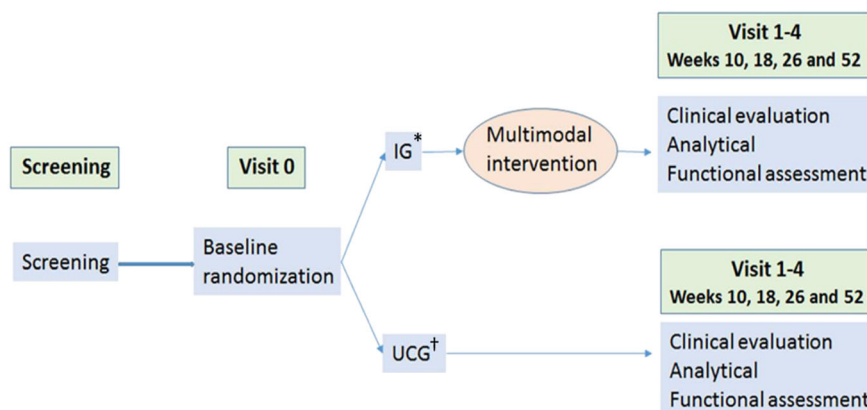 Visit 1-4
Weeks 10, 18, 26 and 52
Clinical evaluation
Analytical
Functional assessment
IG*
Multimodal
intervention
Screening
Visit 0
Screening
Baseline
randomization
Visit 1-4
Weeks 10, 18, 26 and 52
UCG†
Clinical evaluation
Analytical
Functional assessment